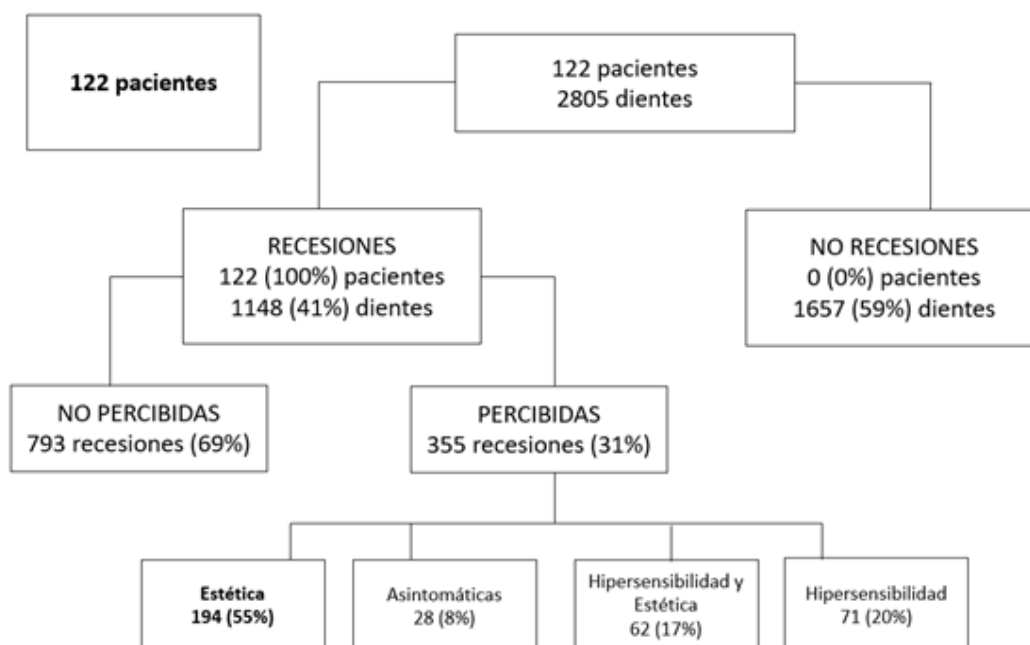 122 pacientes
122 pacientes
2805 dientes
RECESIONES
122 (100%) pacientes
1148 (41%) dientes
NO RECESIONES
0 (0%) pacientes
1657 (59%) dientes
NO PERCIBIDAS
793 recesiones (69%)
PERCIBIDAS
355 recesiones (31%)
Estética
194 (55%)
Asintomáticas
28 (8%)
Hipersensibilidad y
Estética
62 (17%)
Hipersensibilidad
71 (20%)